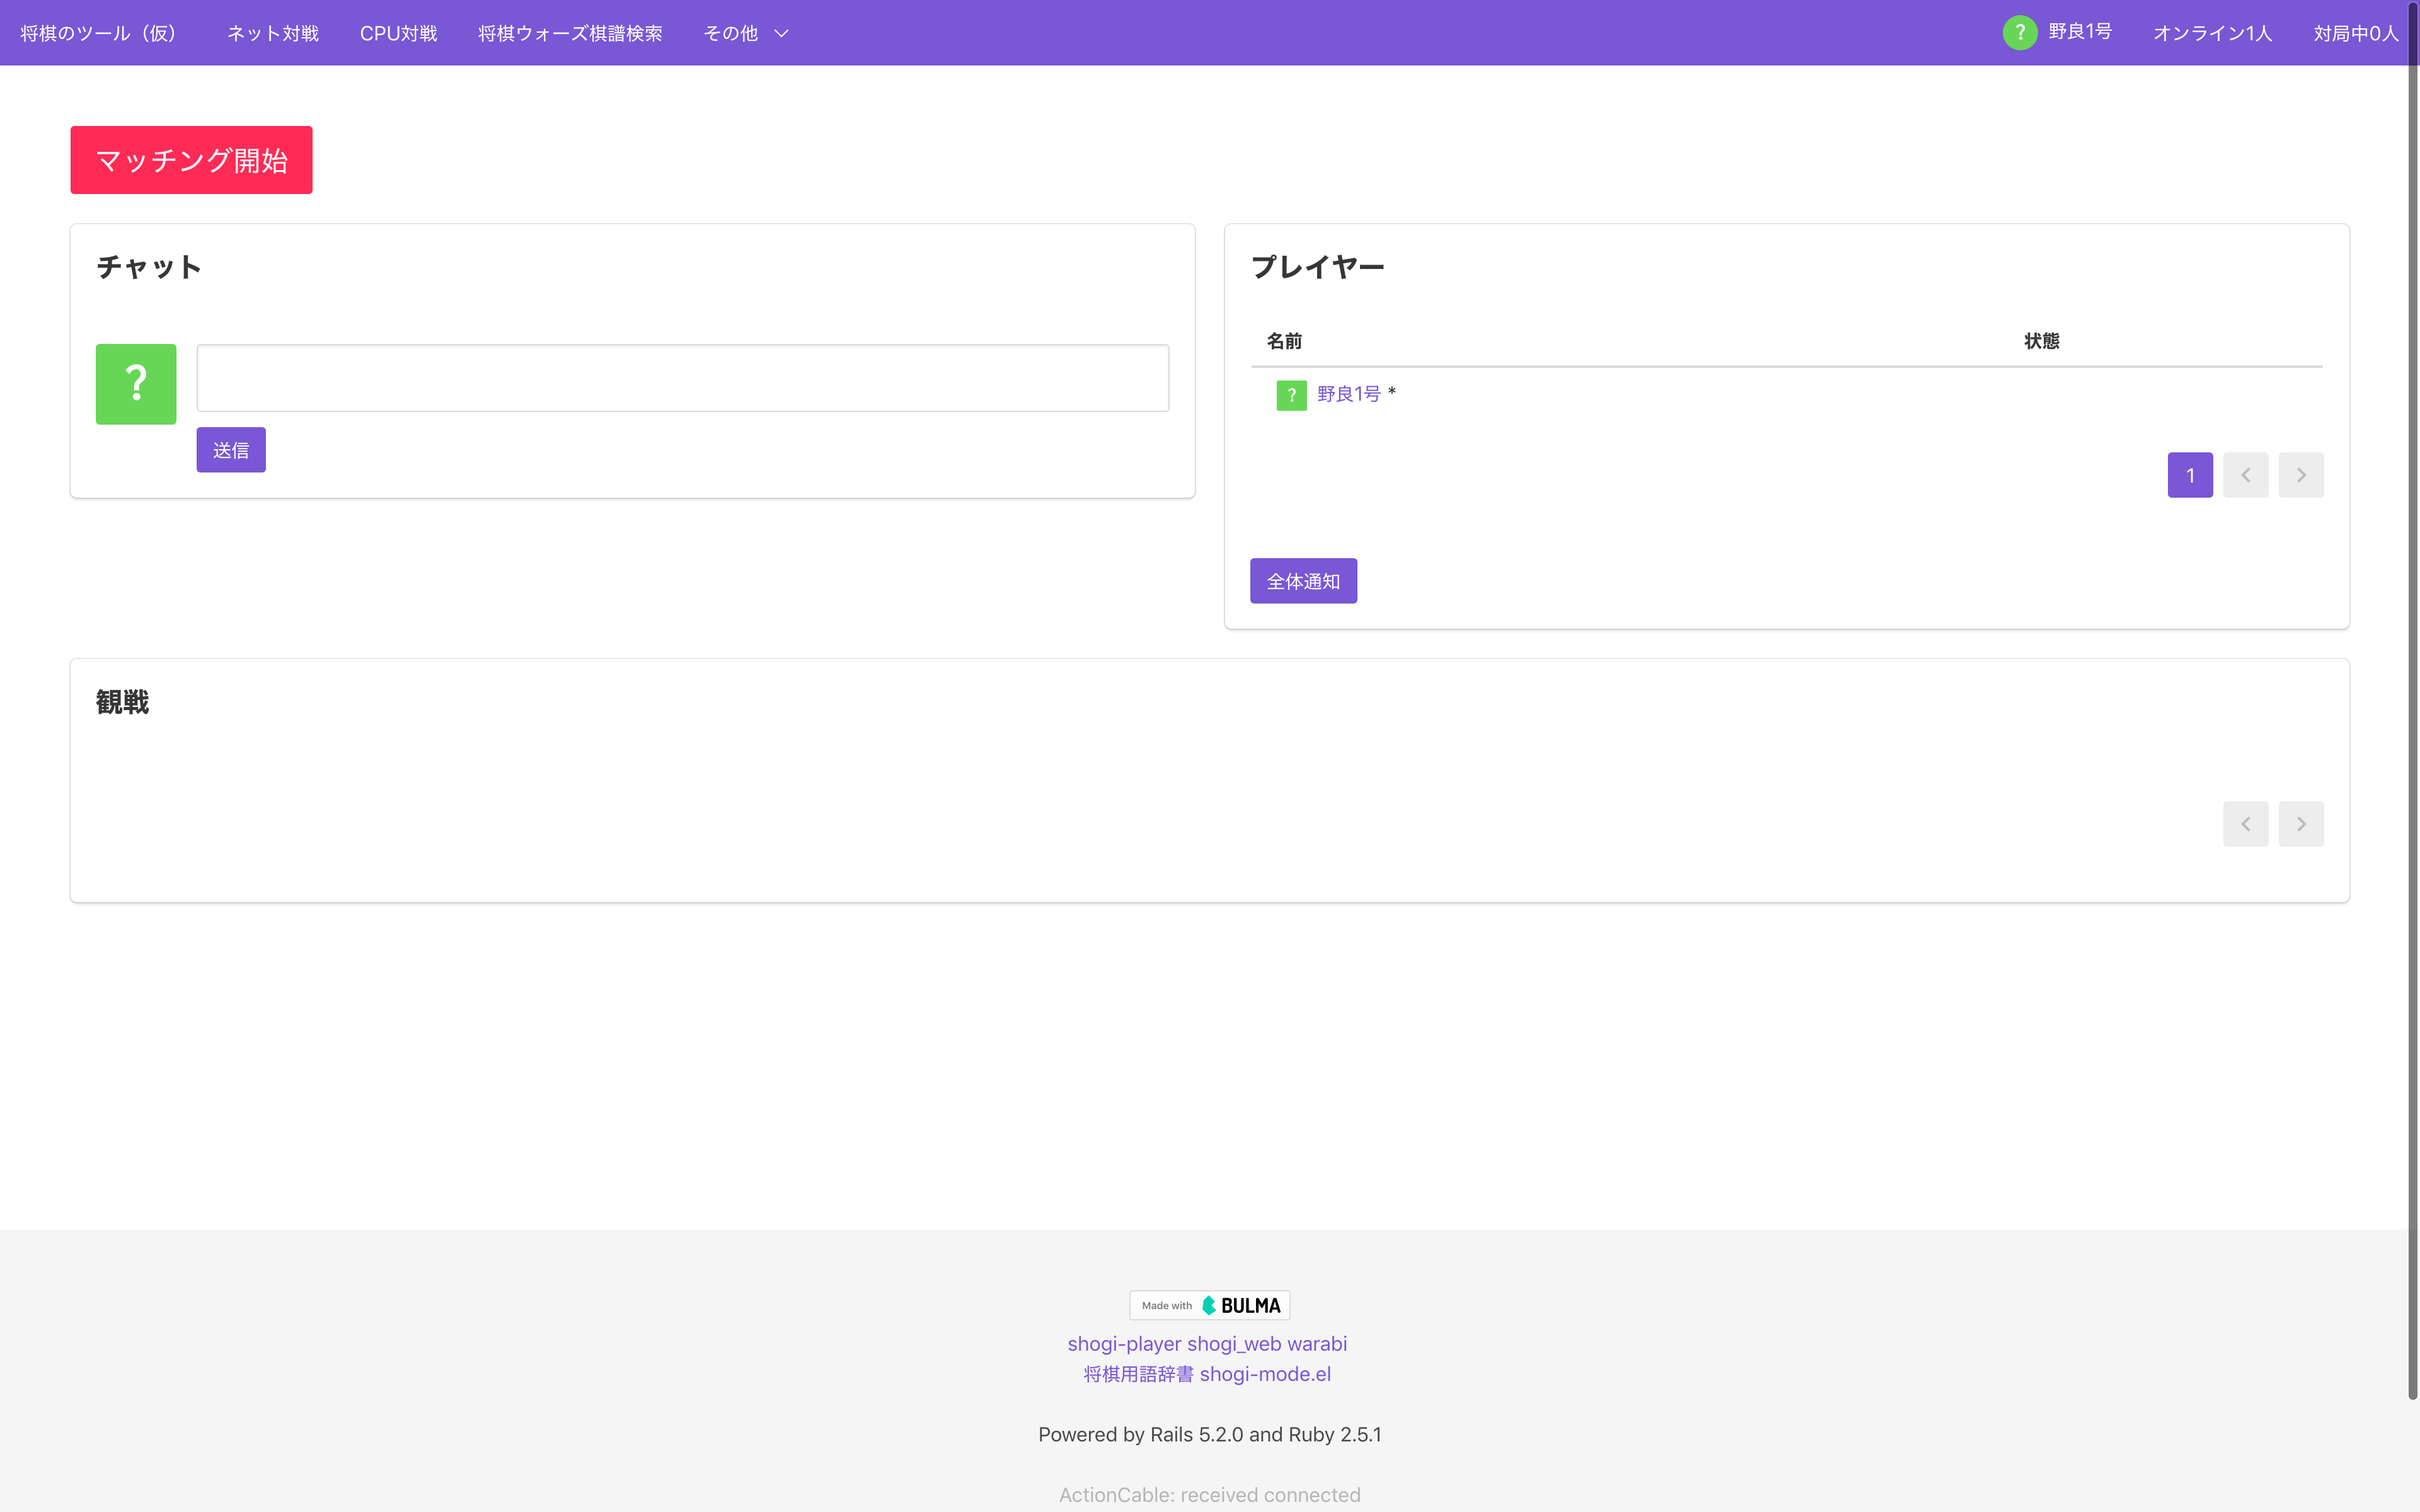 将棋のツール（仮） ネット対戦 CPU対戦 将棋ウォーズ棋譜検索 その他 ? 野良1号 オンライン1人 対局中0人
マッチング開始
チャット
?
送信
プレイヤー
名前 状態
? 野良1号 *
1
全体通知
観戦
Made with BULMA
shogi-player shogi_web warabi
将棋用語辞書 shogi-mode.el
Powered by Rails 5.2.0 and Ruby 2.5.1
ActionCable: received connected